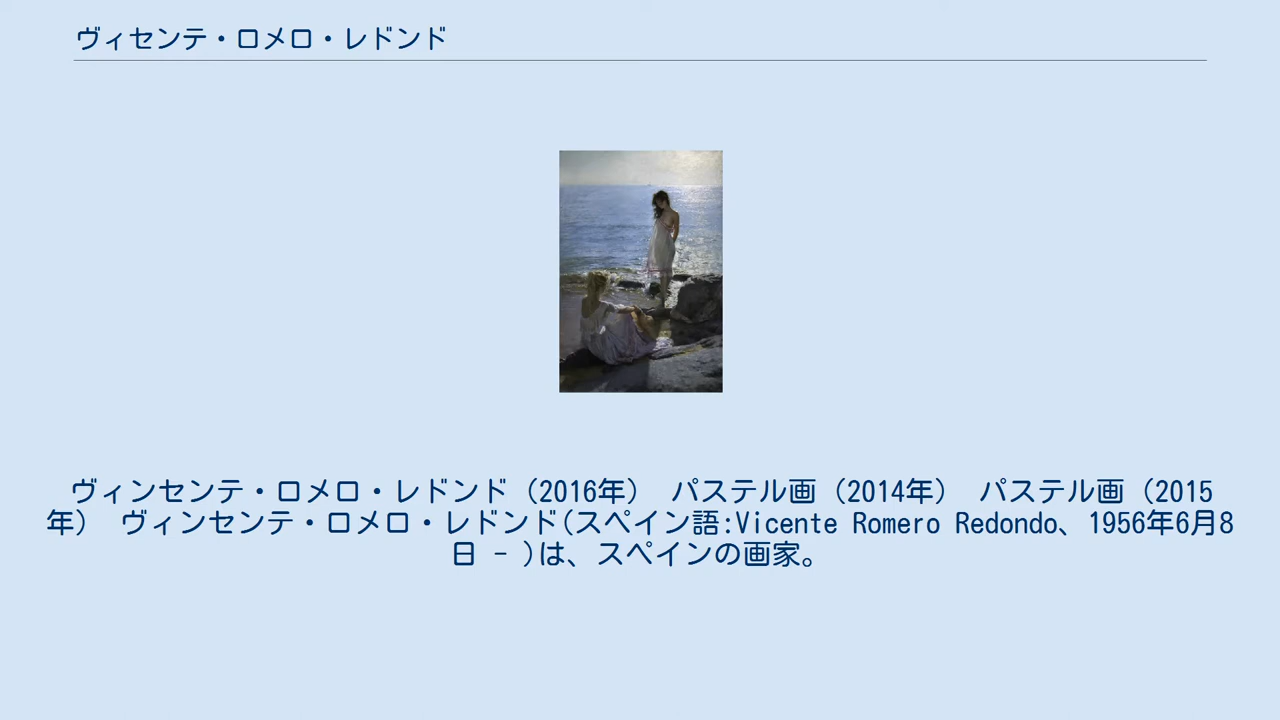 ヴィセンテ・ロメロ・レドンド
ヴィンセンテ・ロメロ・レドンド（2016年） パステル画（2014年） パステル画（2015
年） ヴィンセンテ・ロメロ・レドンド(スペイン語:Vicente Romero Redondo、1956年6月8
日 - )は、スペインの画家。